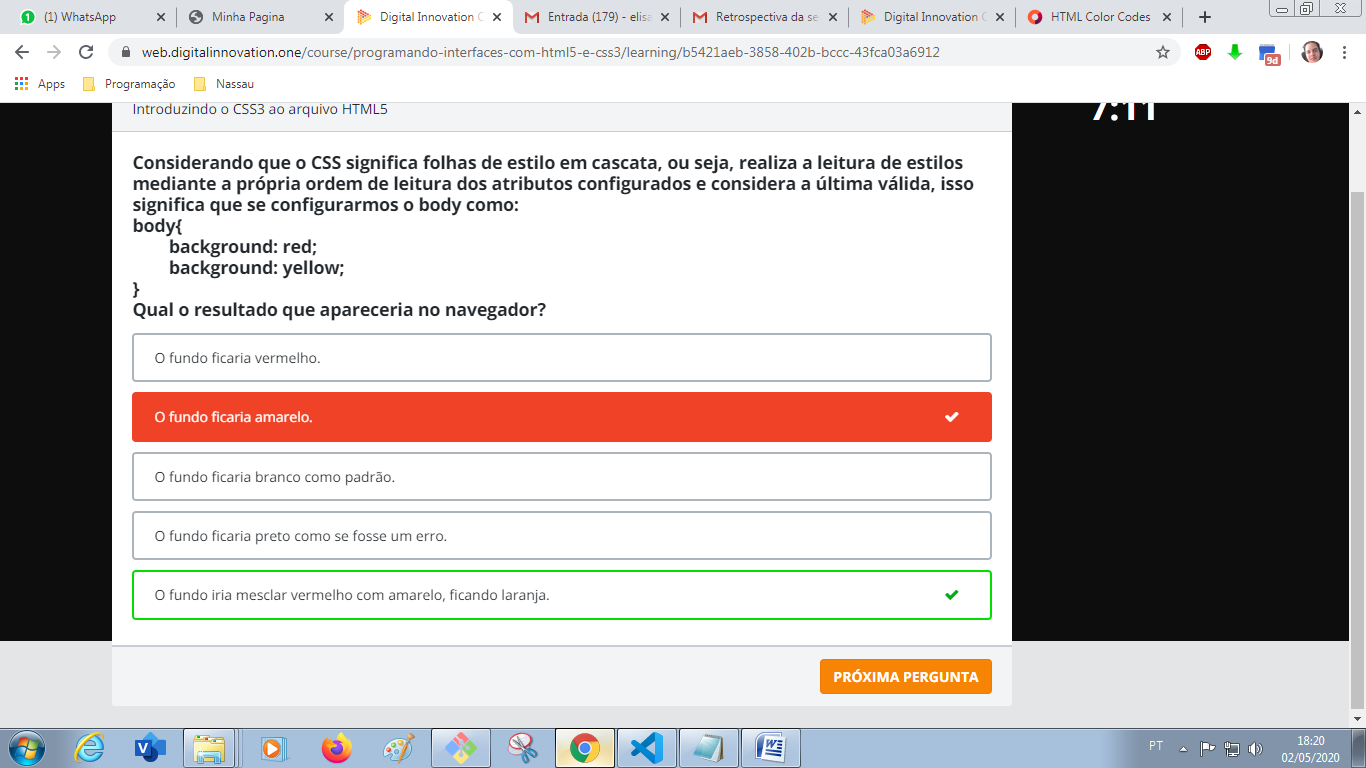 (1) WhatsApp
Minha Pagina
Digital Innovation
Entrada (179) - elisa
Retrospectiva da se
Digital Innovation
HTML Color Codes
web.digitalinnovation.one/course/programando-interfaces-com-html5-e-css3/learning/b5421aeb-3858-402b-bccc-43fca03a6912
ABP
9d
Apps
Programação
Nassau
Introduzindo o CSS3 ao arquivo HTML5
7:11
Considerando que o CSS significa folhas de estilo em cascata, ou seja, realiza a leitura de estilos
mediante a própria ordem de leitura dos atributos configurados e considera a última válida, isso
significa que se configurarmos o body como:
body{
background: red;
background: yellow;
}
Qual o resultado que apareceria no navegador?
O fundo ficaria vermelho.
O fundo ficaria amarelo.
O fundo ficaria branco como padrão.
O fundo ficaria preto como se fosse um erro.
O fundo iria mesclar vermelho com amarelo, ficando laranja.
PRÓXIMA PERGUNTA
PT
18:20
02/05/2020